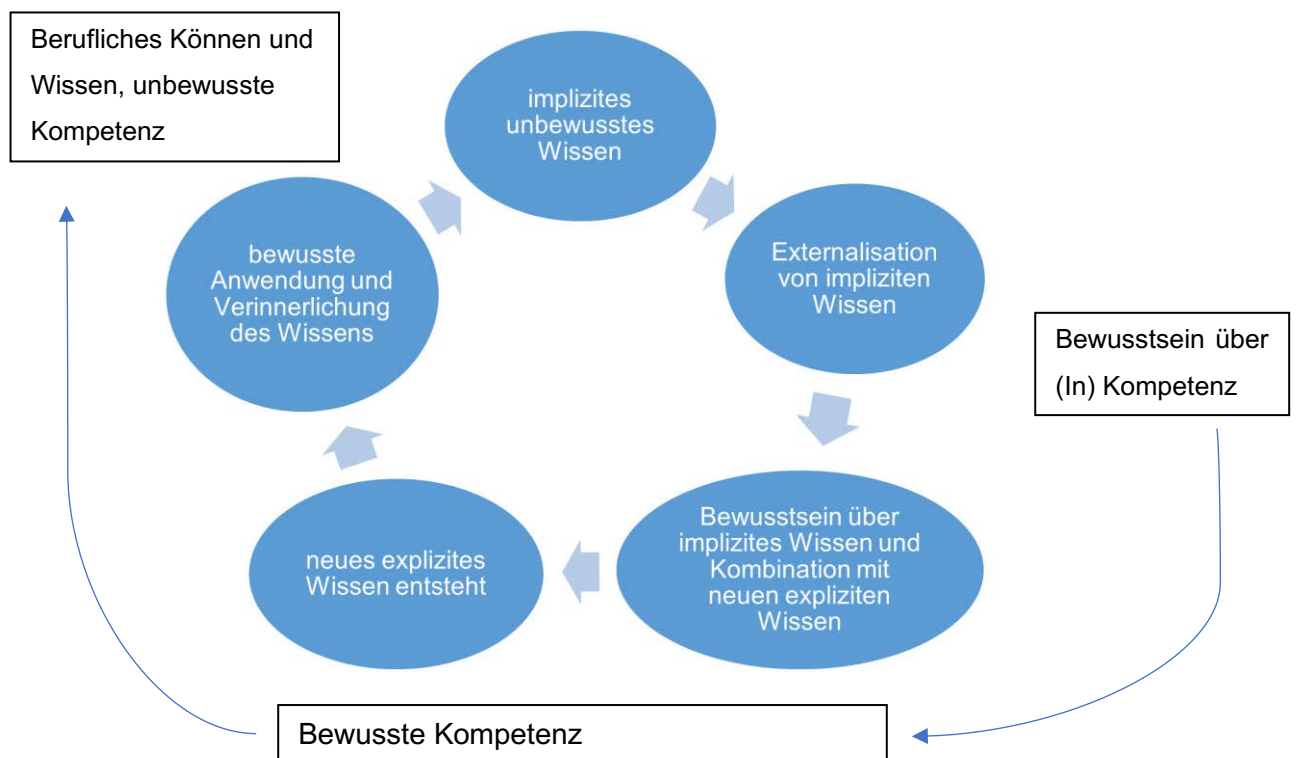 Berufliches Können und
Wissen, unbewusste
Kompetenz
implizites
unbewusstes
Wissen
Externalisation
von impliziten
Wissen
Bewusstsein über
(In) Kompetenz
Bewusstsein über
implizites Wissen und
Kombination mit
neuen expliziten
Wissen
neues explizites
Wissen entsteht
bewusste
Anwendung und
Verinnerlichung
des Wissens
Bewusste Kompetenz